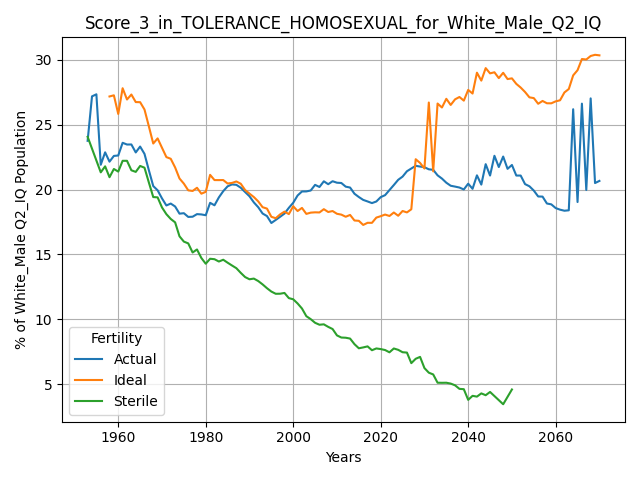 Score_3_in_TOLERANCE_HOMOSEXUAL_for_White_Male_Q2_IQ
% of White_Male Q2_IQ Population
30
25
20
15
10
5
Fertility
Actual
Ideal
Sterile
1960 1980 2000 2020 2040 2060
Years